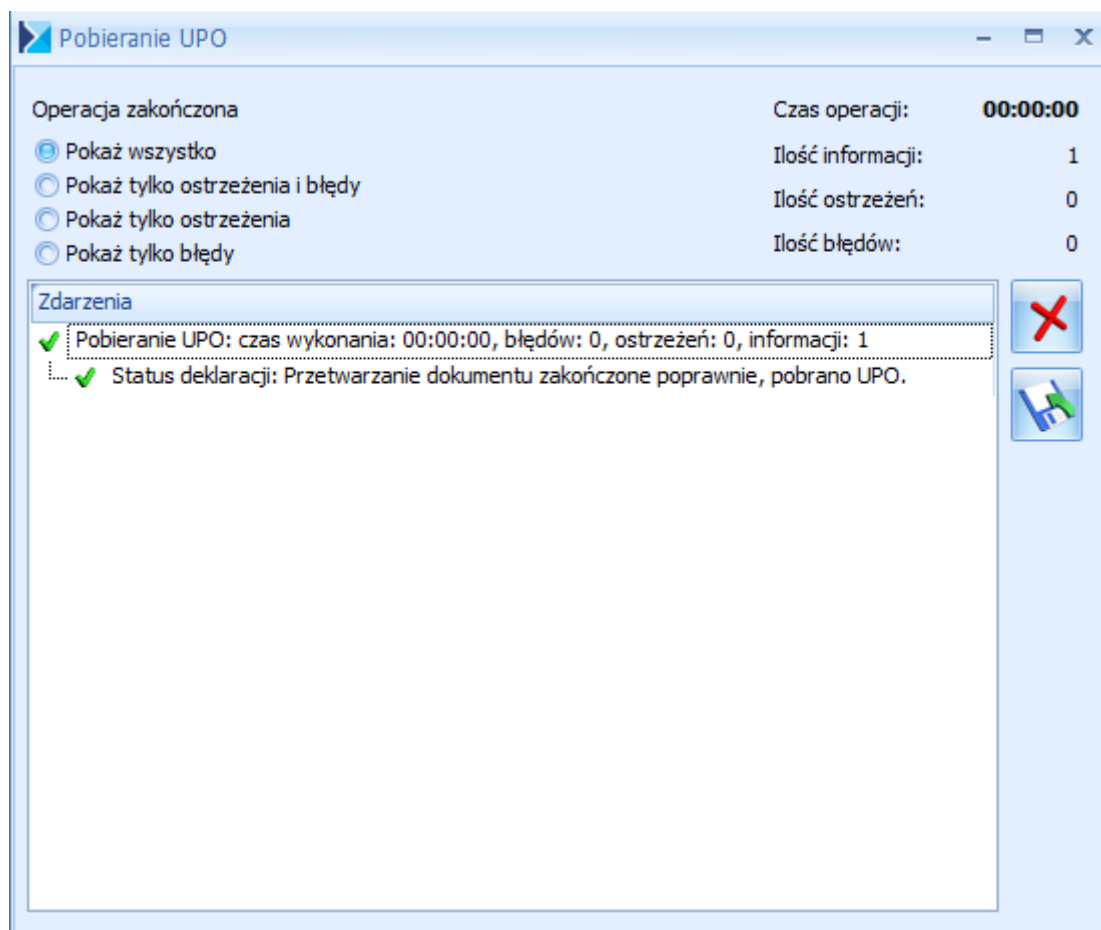 Pobieranie UPO
Operacja zakończona
Czas operacji: 00:00:00
Pokaż wszystko
Ilość informacji: 1
Pokaż tylko ostrzeżenia i błędy
Ilość ostrzeżeń: 0
Pokaż tylko ostrzeżenia
Ilość błędów: 0
Pokaż tylko błędy
Zdarzenia
Pobieranie UPO: czas wykonania: 00:00:00, błędów: 0, ostrzeżeń: 0, informacji: 1
Status deklaracji: Przetwarzanie dokumentu zakończone poprawnie, pobrano UPO.